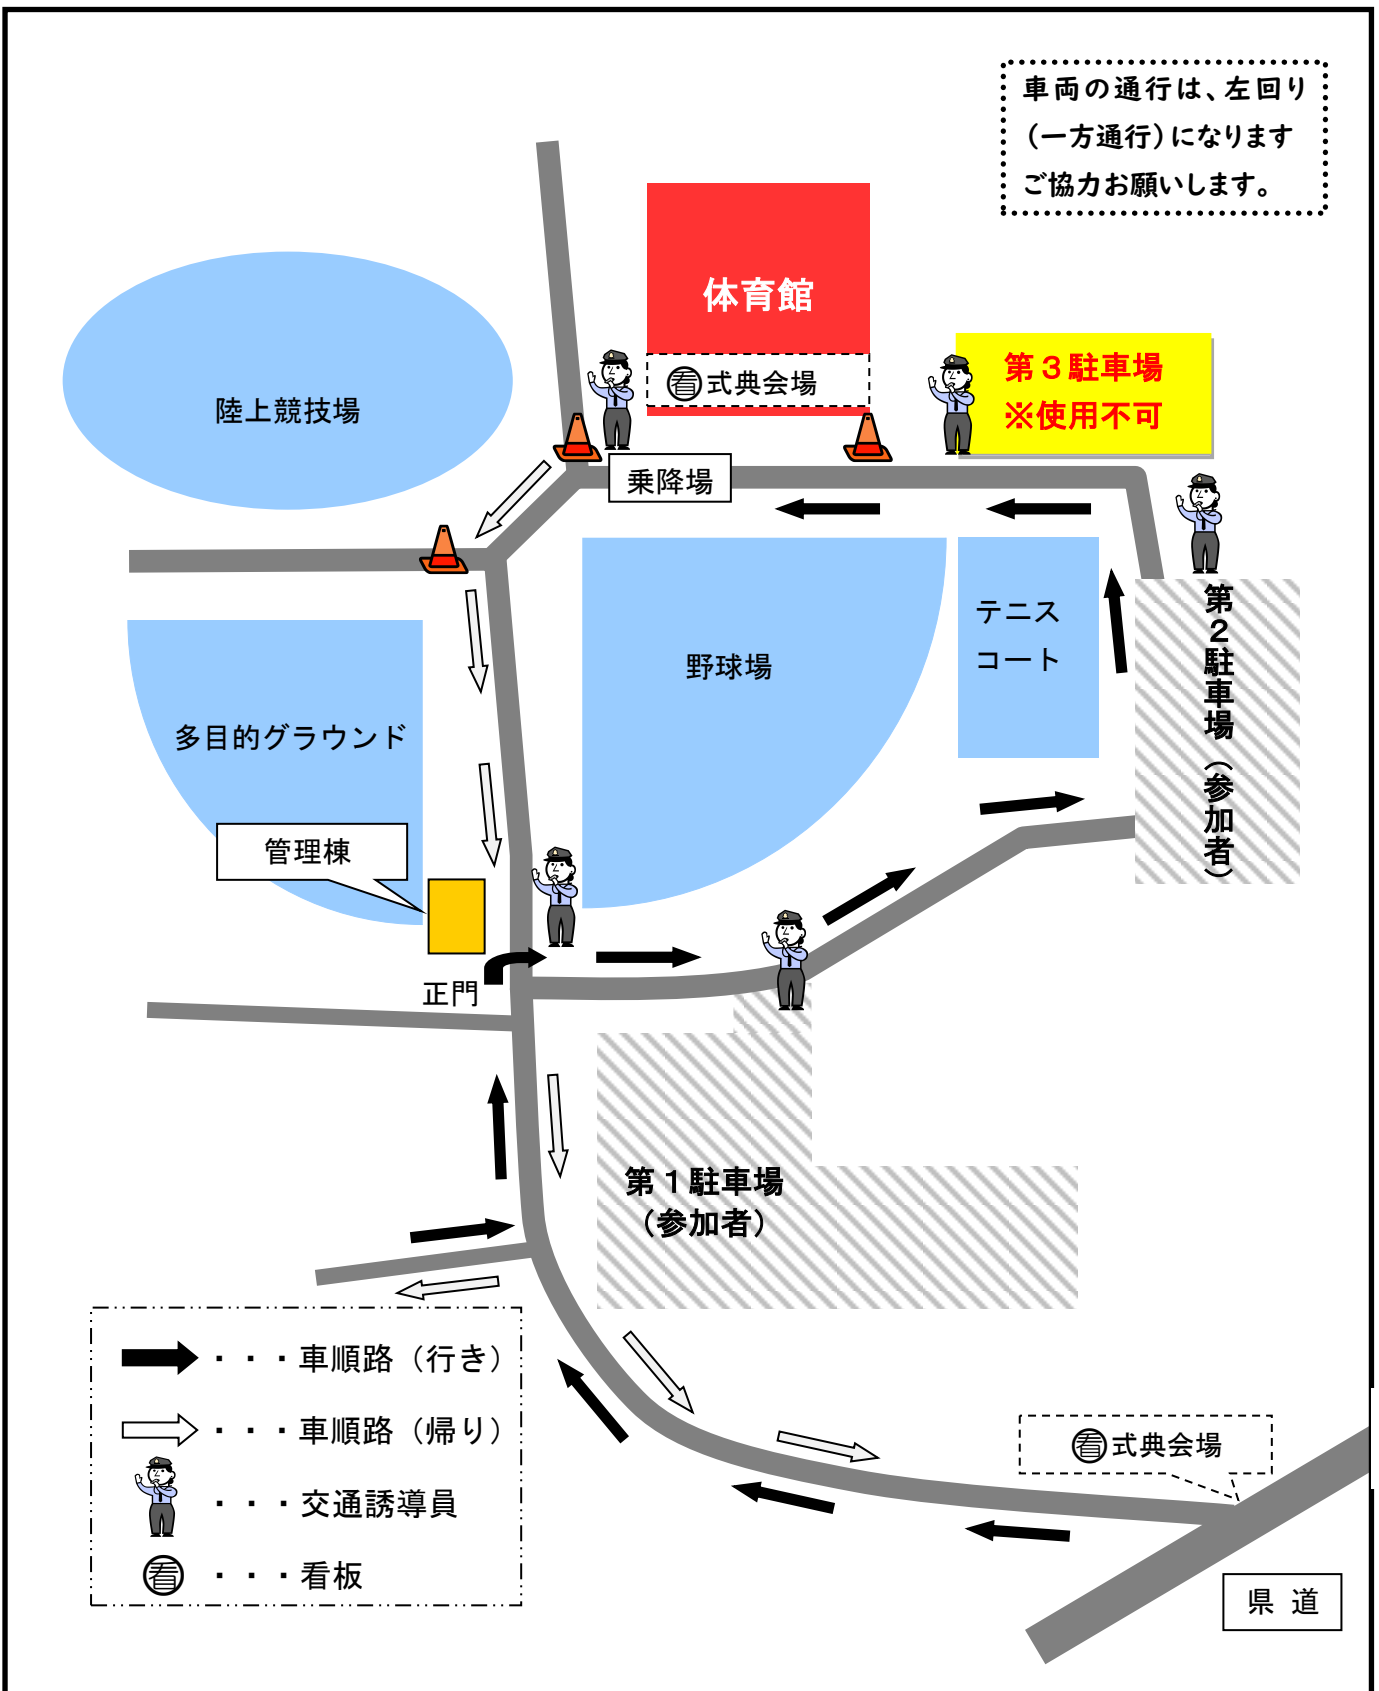 車両の通行は、左回り
（一方通行）になります
ご協力お願いします。
体育館
㊕式典会場
第３駐車場
※使用不可
陸上競技場
乗降場
テニス
コート
野球場
第２駐車場（参加者）
多目的グラウンド
管理棟
正門
第１駐車場
（参加者）
・・・車順路（行き）
・・・車順路（帰り）
・・・交通誘導員
看・・・看板
看式典会場
県道